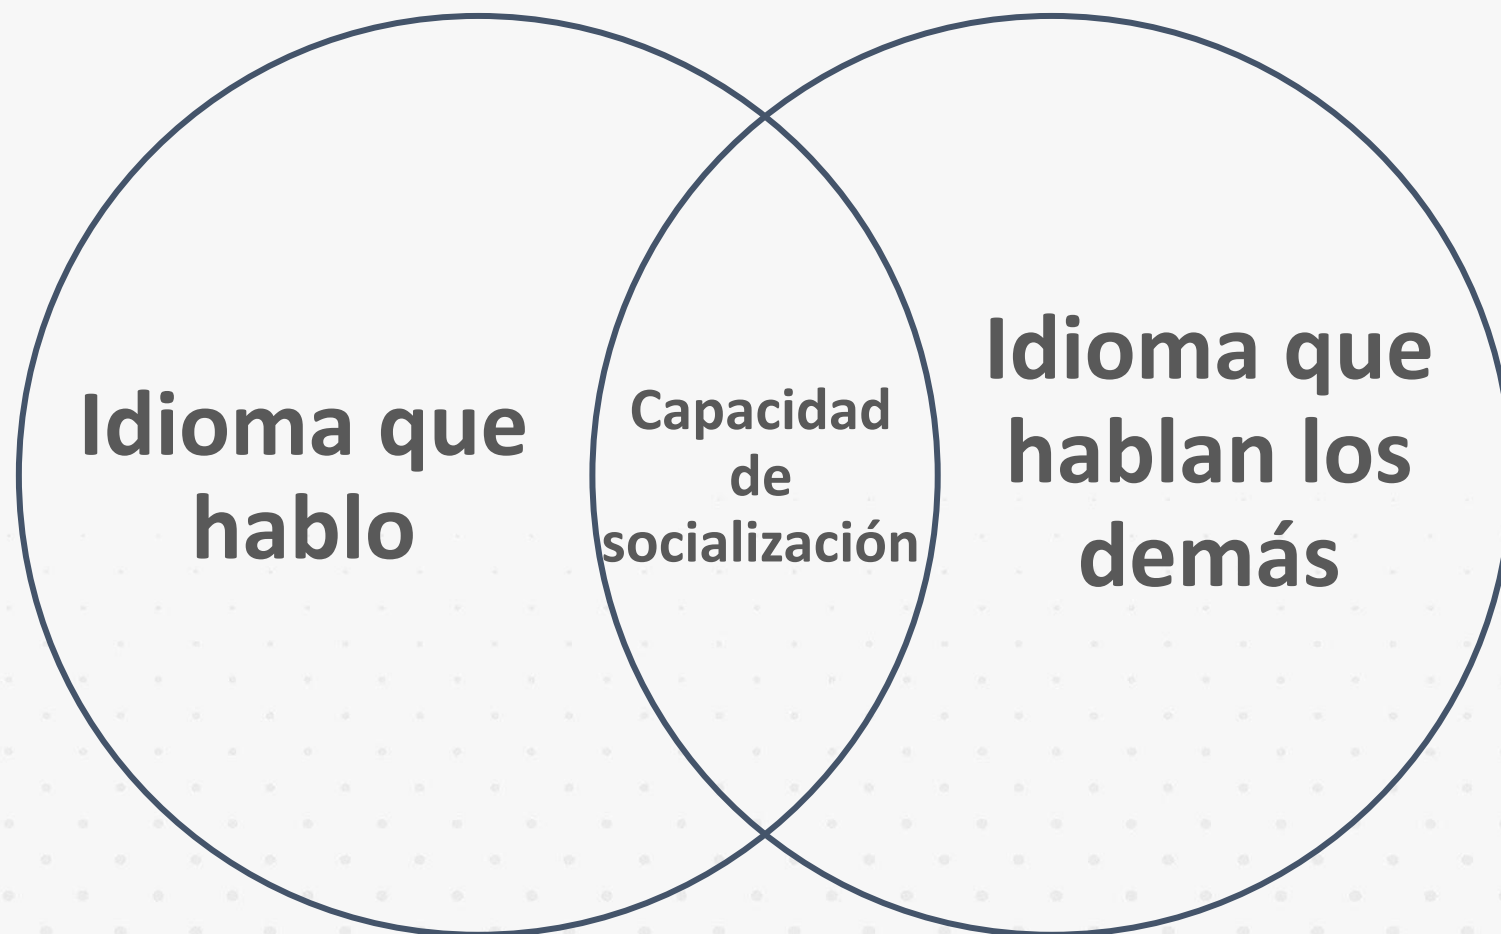 Idioma que
hablo
Capacidad
de
socialización
Idioma que
hablan los
demás